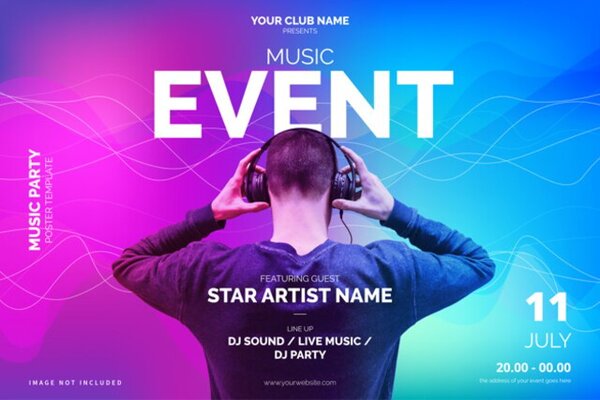 YOUR CLUB NAME
PRESENTS
MUSIC
EVENT
MUSIC PARTY
POSTER TEMPLATE
FEATURING GUEST
STAR ARTIST NAME
LINE UP
DJ SOUND / LIVE MUSIC /
DJ PARTY
www.yourwebsite.com
11
JULY
20.00 - 00.00
the address of your event goes here
IMAGE NOT INCLUDED